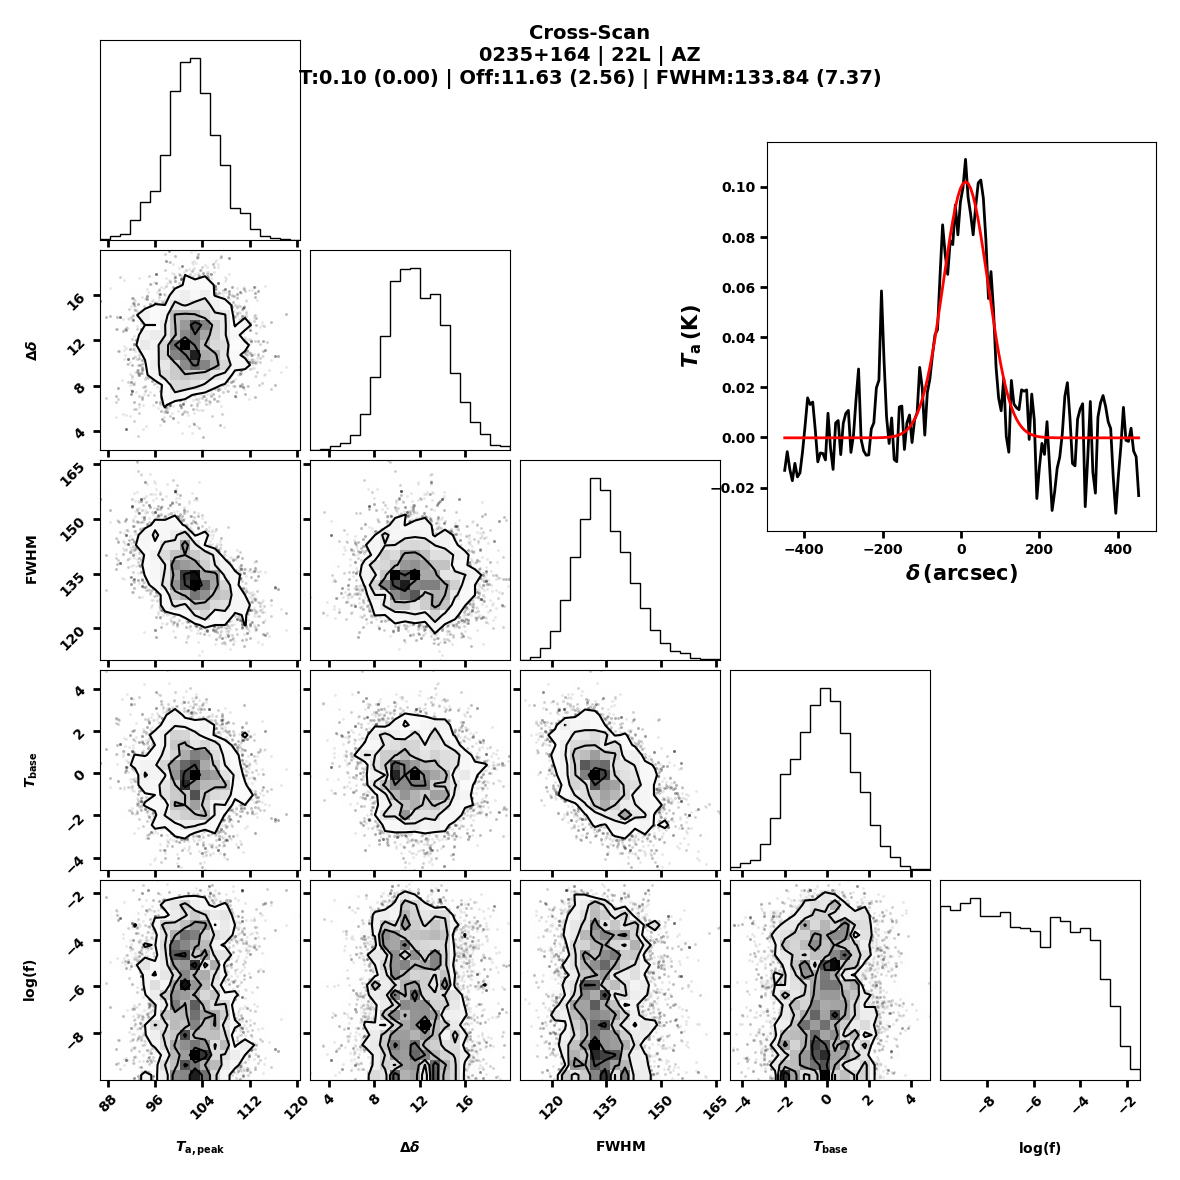 Cross-Scan
0235+164 | 22L | AZ
T:0.10 (0.00) | Off:11.63 (2.56) | FWHM:133.84 (7.37)
0.10
0.08
0.06
0.04
0.02
0.00
−0.02
Ta (K)
−400 −200 0 200 400
δ (arcsec)
16
12
8
4
Δδ
165
150
135
120
FWHM
4
2
0
−2
−4
Tbase
−2
−4
−6
−8
log(f)
88 96 104 112 120
4 8 12 16
120 135 150 165
−4 −2 0 2 4
−8 −6 −4 −2
Ta,peak
Δδ
FWHM
Tbase
log(f)